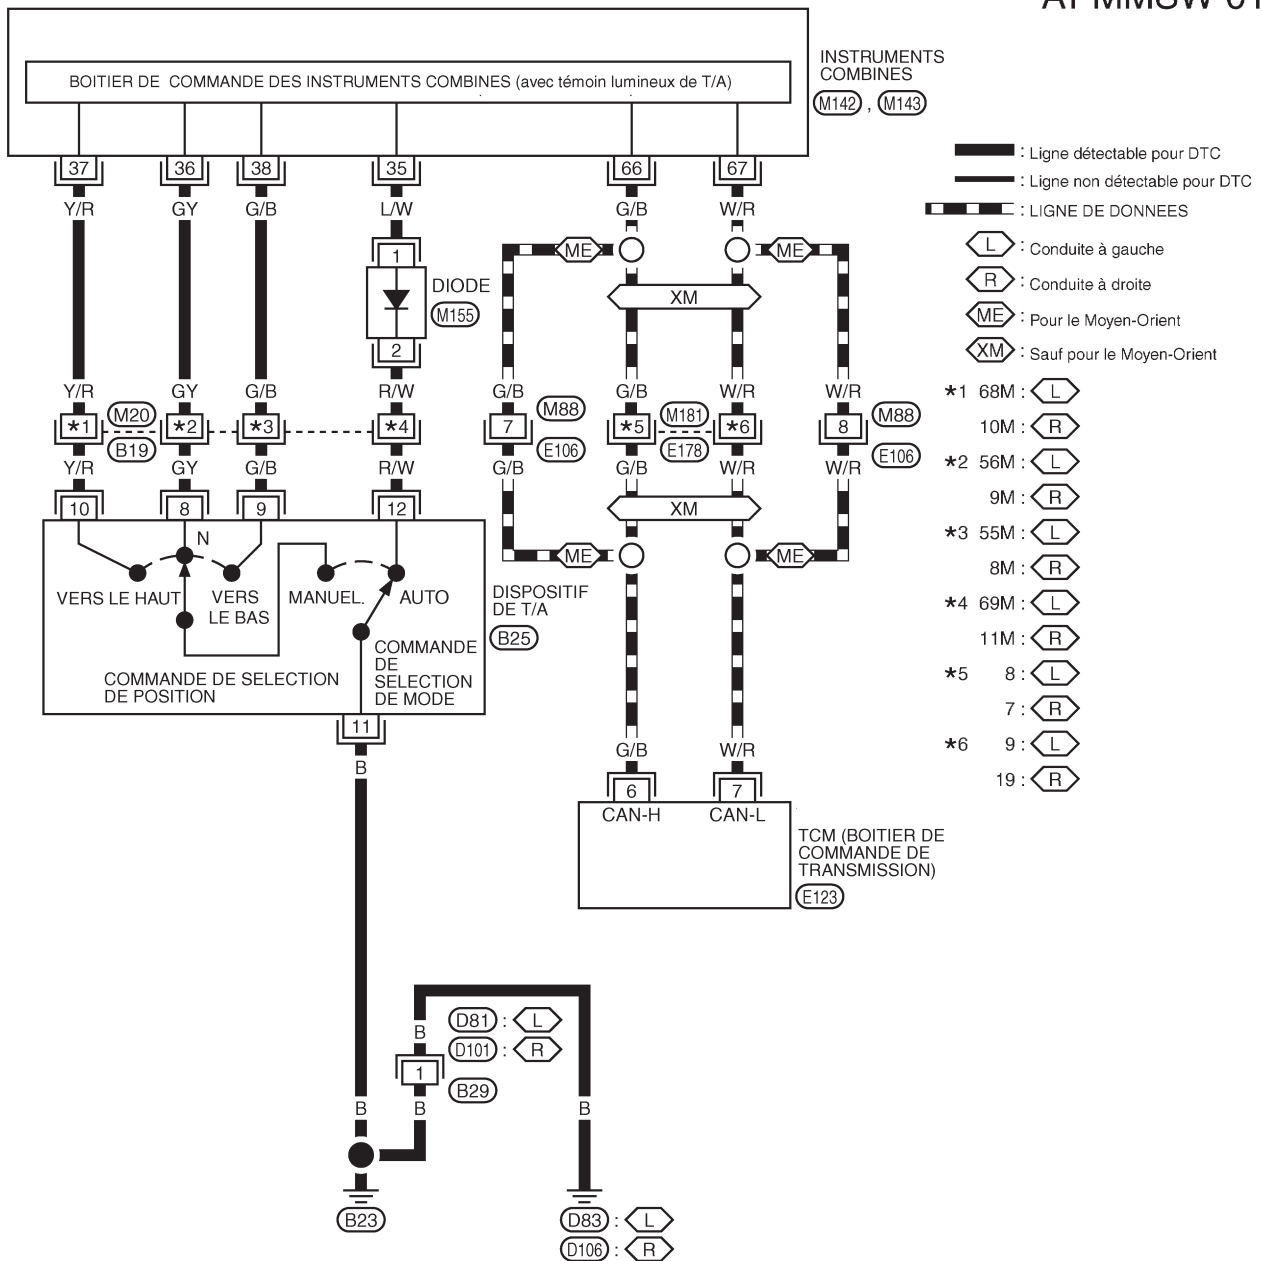 INSTRUMENTS
COMBINES
M142 , M143
BOITIER DE COMMANDE DES INSTRUMENTS COMBINES (avec témoin lumineux de T/A)
37 36 38 35 66 67
Y/R GY G/B L/W G/B W/R
: Ligne détectable pour DTC
: Ligne non détectable pour DTC
: LIGNE DE DONNEES
L : Conduite à gauche
R : Conduite à droite
ME : Pour le Moyen-Orient
XM : Sauf pour le Moyen-Orient
*1 68M : L
10M : R
*2 56M : L
9M : R
*3 55M : L
8M : R
*4 69M : L
11M : R
*5 8 : L
7 : R
*6 9 : L
19 : R
1
DIODE
M155
2
ME ME
XM
Y/R GY G/B R/W G/B G/B W/R W/R
*1 M20 *2 *3 *4 7 M88 *5 M181 *6 8 M88
B19 E106 E178 E106
Y/R GY G/B R/W G/B G/B W/R W/R
XM
ME ME
10 8 9 12
N
VERS LE HAUT
VERS
LE BAS
MANUEL.
AUTO
DISPOSITIF
DE T/A
B25
COMMANDE DE SELECTION
DE POSITION
COMMANDE
DE
SELECTION
DE MODE
11
B
G/B W/R
6 7
CAN-H CAN-L
TCM (BOITIER DE
COMMANDE DE
TRANSMISSION)
E123
D81 : L
B
D101 : R
1
B29
B B B
B23
D83 : L
D106 : R